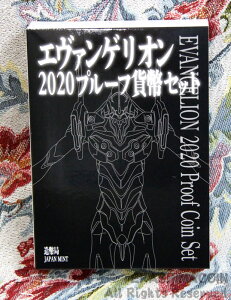 エヴァンゲリオン
2020プルーフ貨幣セット
EVANGELION 2020 Proof Coin Set
造幣局
JAPAN MINT
All Rights Reserved